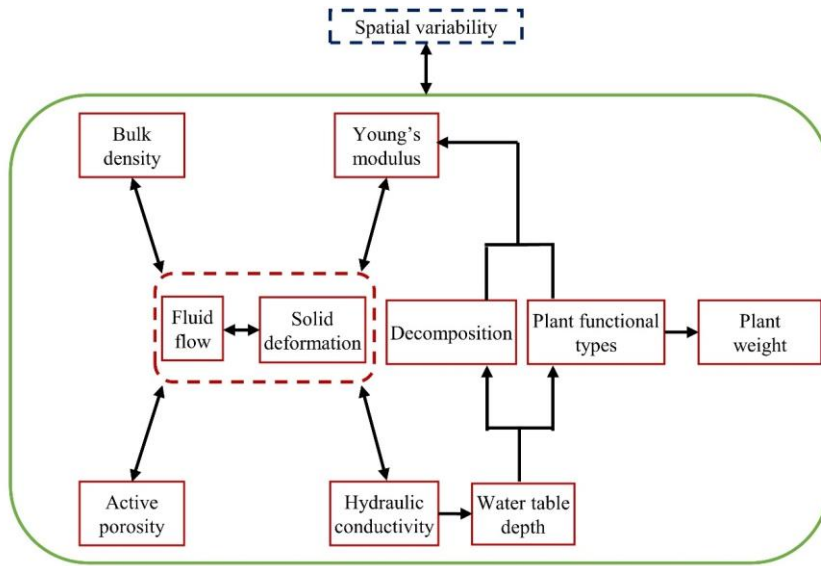 Spatial variability
Bulk
density
Young's
modulus
Fluid
flow
Solid
deformation
Decomposition
Plant functional
types
Plant
weight
Active
porosity
Hydraulic
conductivity
Water table
depth